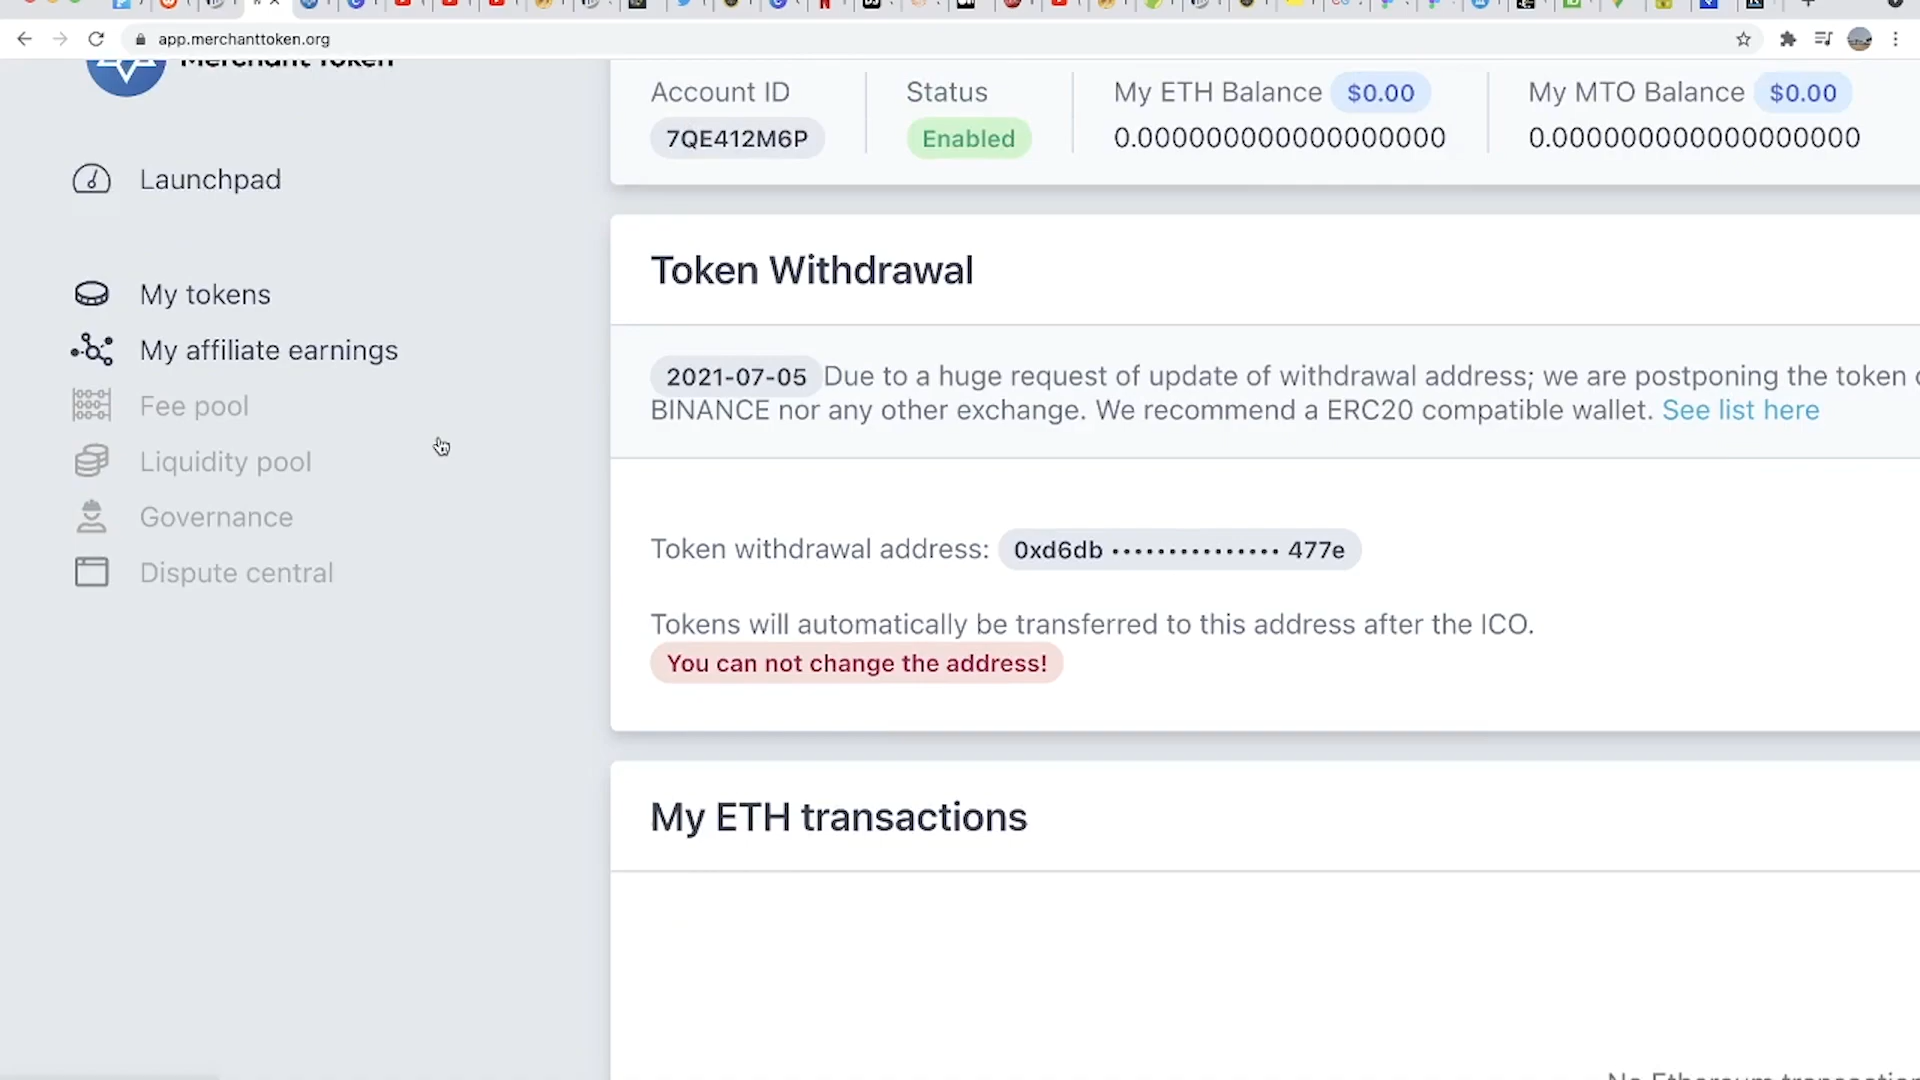 app.merchanttoken.org
Merchant Token
Account ID
Status
My ETH Balance $0.00
My MTO Balance $0.00
7QE412M6P
Enabled
0.000000000000000000
0.000000000000000000
Launchpad
My tokens
My affiliate earnings
Fee pool
Liquidity pool
Governance
Dispute central
Token Withdrawal
2021-07-05 Due to a huge request of update of withdrawal address; we are postponing the token
BINANCE nor any other exchange. We recommend a ERC20 compatible wallet. See list here
Token withdrawal address: 0xd6db ••••••••••••••• 477e
Tokens will automatically be transferred to this address after the ICO.
You can not change the address!
My ETH transactions
No Ethereum